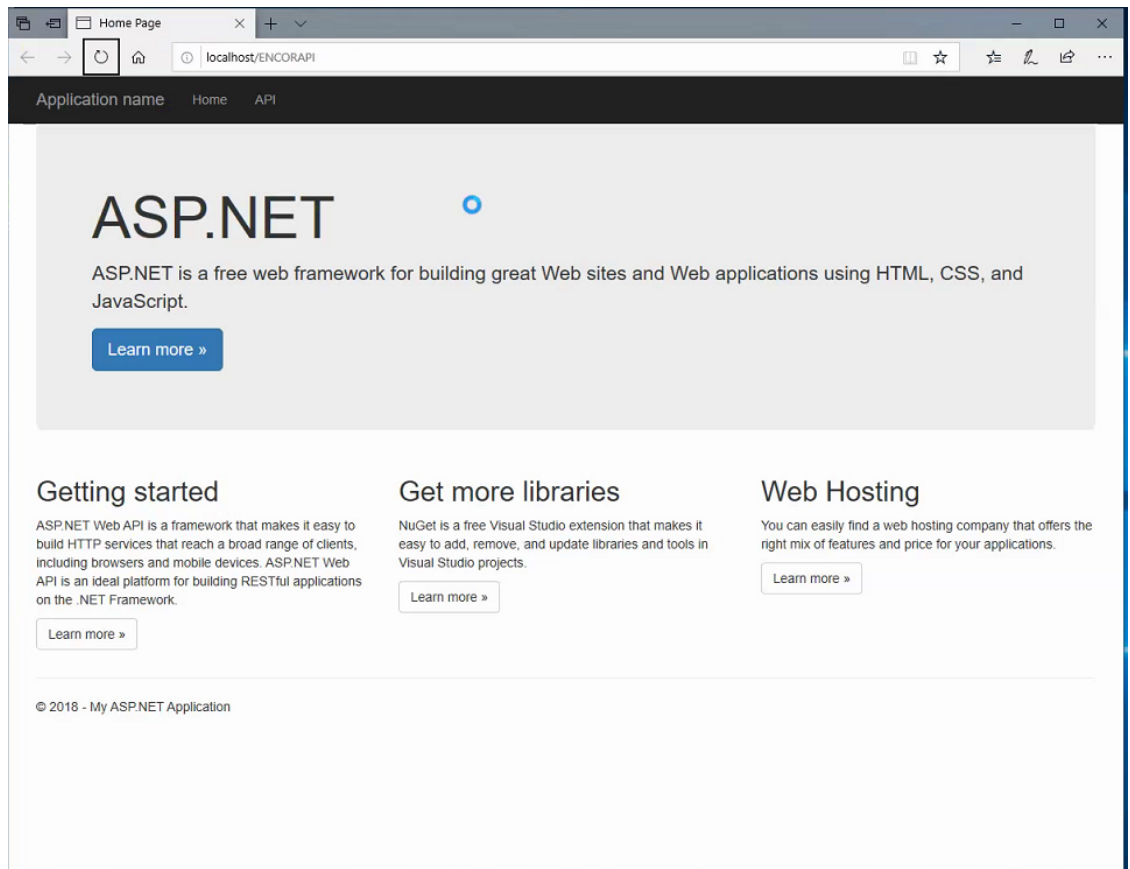 Home Page
localhost/ENCORAPI
Application name Home API
ASP.NET
ASP.NET is a free web framework for building great Web sites and Web applications using HTML, CSS, and
JavaScript.
Learn more »
Getting started
ASP.NET Web API is a framework that makes it easy to
build HTTP services that reach a broad range of clients,
including browsers and mobile devices. ASP.NET Web
API is an ideal platform for building RESTful applications
on the .NET Framework.
Learn more »
Get more libraries
NuGet is a free Visual Studio extension that makes it
easy to add, remove, and update libraries and tools in
Visual Studio projects.
Learn more »
Web Hosting
You can easily find a web hosting company that offers the
right mix of features and price for your applications.
Learn more »
© 2018 - My ASP.NET Application